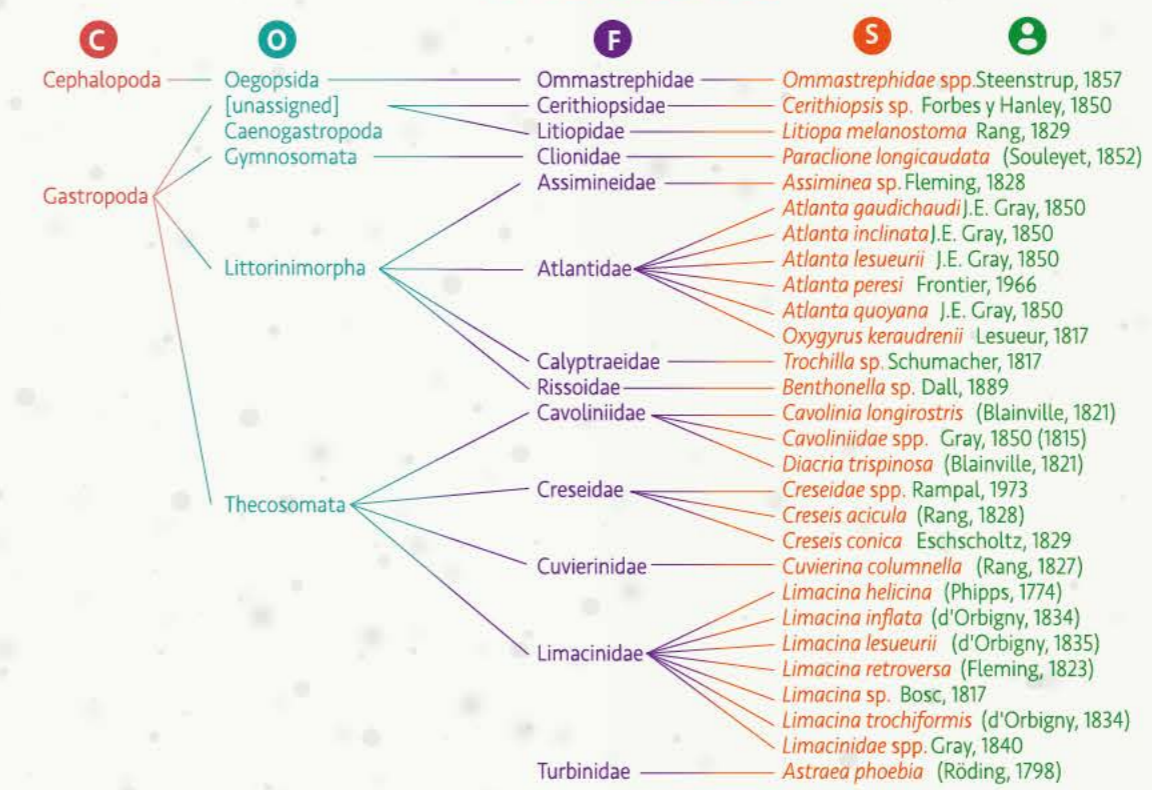 C O F S
Cephalopoda Oegopsida Ommastrephidae Ommastrephidae spp. Steenstrup, 1857
[unassigned] Cerithiopsidae Cerithiopsis sp. Forbes y Hanley, 1850
Caenogastropoda Litiopidae Litiopa melanostoma Rang, 1829
Gymnosomata Clionidae Paraclione longicaudata (Souleyet, 1852)
Assimineidae Assiminea sp. Fleming, 1828
Gastropoda
Atlanta gaudichaudi J.E. Gray, 1850
Atlanta inclinata J.E. Gray, 1850
Atlanta lesueurii J.E. Gray, 1850
Littorinimorpha Atlantidae
Atlanta peresi Frontier, 1966
Atlanta quoyana J.E. Gray, 1850
Oxygyrus keraudrenii Lesueur, 1817
Calyptraeidae Trochilla sp. Schumacher, 1817
Rissoidae Benthonella sp. Dall, 1889
Cavoliniidae Cavolinia longirostris (Blainville, 1821)
Cavoliniidae spp. Gray, 1850 (1815)
Diacria trispinosa (Blainville, 1821)
Creseidae Creseidae spp. Rampal, 1973
Thecosomata
Creseis acicula (Rang, 1828)
Creseis conica Eschscholtz, 1829
Cuvierinidae Cuvierina columnella (Rang, 1827)
Limacina helicina (Phipps, 1774)
Limacina inflata (d'Orbigny, 1834)
Limacina lesueurii (d'Orbigny, 1835)
Limacinidae
Limacina retroversa (Fleming, 1823)
Limacina sp. Bosc, 1817
Limacina trochiformis (d'Orbigny, 1834)
Limacinidae spp. Gray, 1840
Turbinidae Astraea phoebia (Röding, 1798)